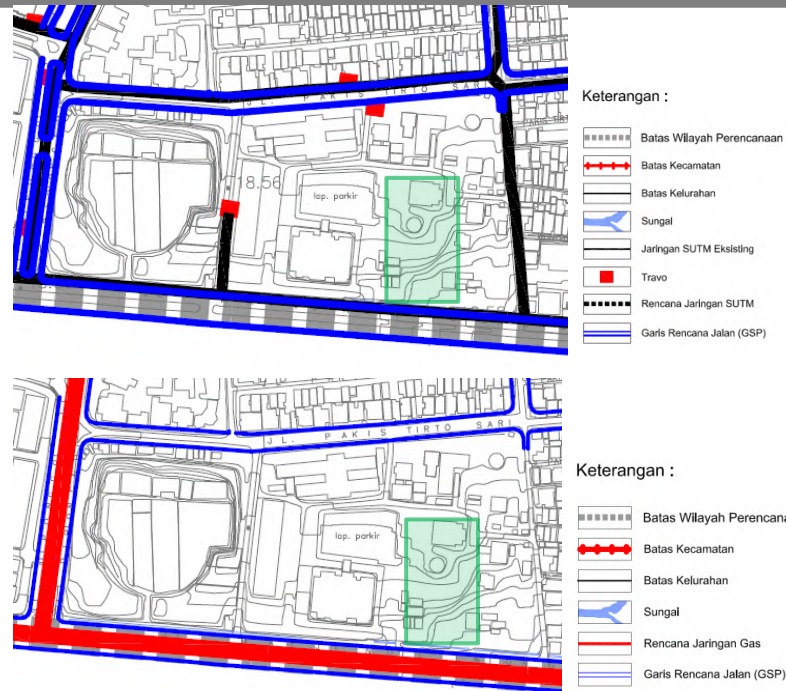 JL. PAKIS TIRTO SARI
18.56
lap. parkir
Keterangan :
Batas Wilayah Perencanaan
Batas Kecamatan
Batas Kelurahan
Sungai
Jaringan SUTM Eksisting
Travo
Rencana Jaringan SUTM
Garis Rencana Jalan (GSP)
JL. PAKIS TIRTO SARI
lap. parkir
Keterangan :
Batas Wilayah Perencana
Batas Kecamatan
Batas Kelurahan
Sungai
Rencana Jaringan Gas
Garis Rencana Jalan (GSP)